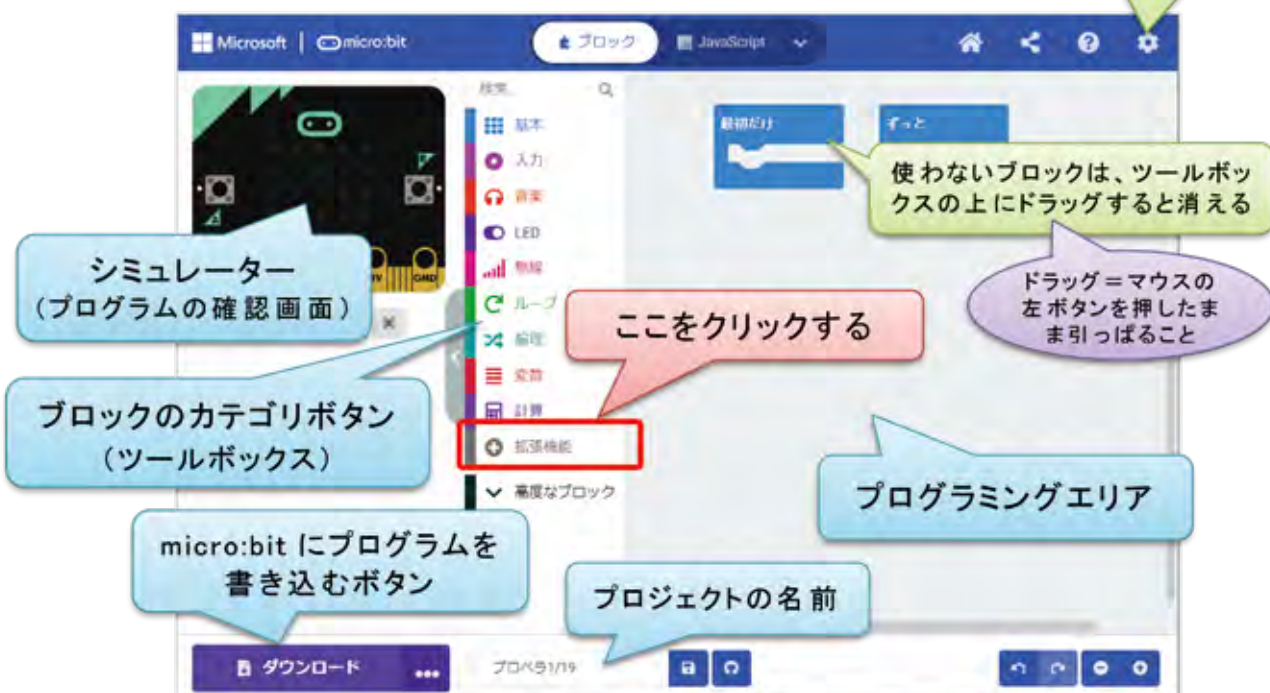 Microsoft micro:bit
ブロック
JavaScript
検索...
基本
入力
音楽
LED
無線
ループ
論理
変数
計算
拡張機能
高度なブロック
最初だけ
ずっと
使わないブロックは、ツールボッ
クスの上にドラッグすると消える
ドラッグ＝マウスの
左ボタンを押したま
ま引っぱること
シミュレーター
（プログラムの確認画面）
GND
ここをクリックする
ブロックのカテゴリボタン
（ツールボックス）
プログラミングエリア
micro:bit にプログラムを
書き込むボタン
プロジェクトの名前
ダウンロード
プロペラ1/19